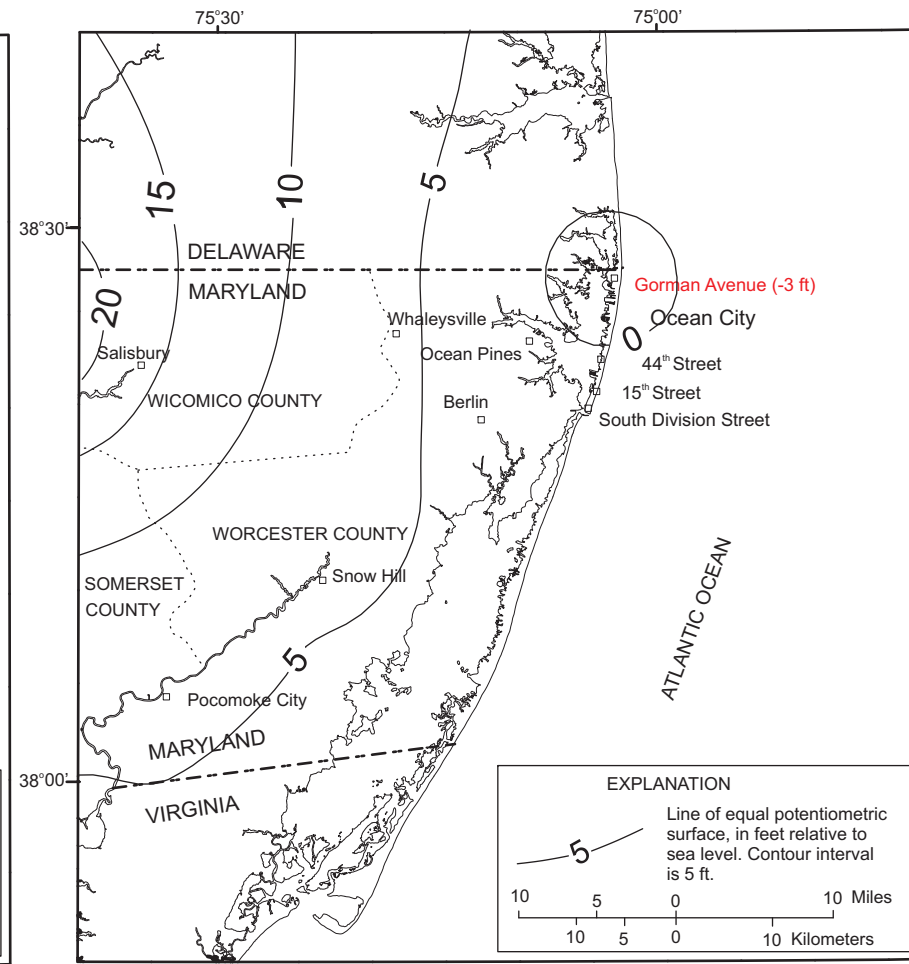 75°30'
75°00'
15
10
5
38°30'
DELAWARE
MARYLAND
20
Gorman Avenue (-3 ft)
Ocean City
0
Whaleysville
Ocean Pines
44th Street
Salisbury
15th Street
WICOMICO COUNTY
Berlin
South Division Street
WORCESTER COUNTY
Snow Hill
SOMERSET
COUNTY
ATLANTIC OCEAN
5
Pocomoke City
MARYLAND
38°00'
VIRGINIA
EXPLANATION
5
Line of equal potentiometric
surface, in feet relative to
sea level. Contour interval
is 5 ft.
10 5 0 10 Miles
10 5 0 10 Kilometers